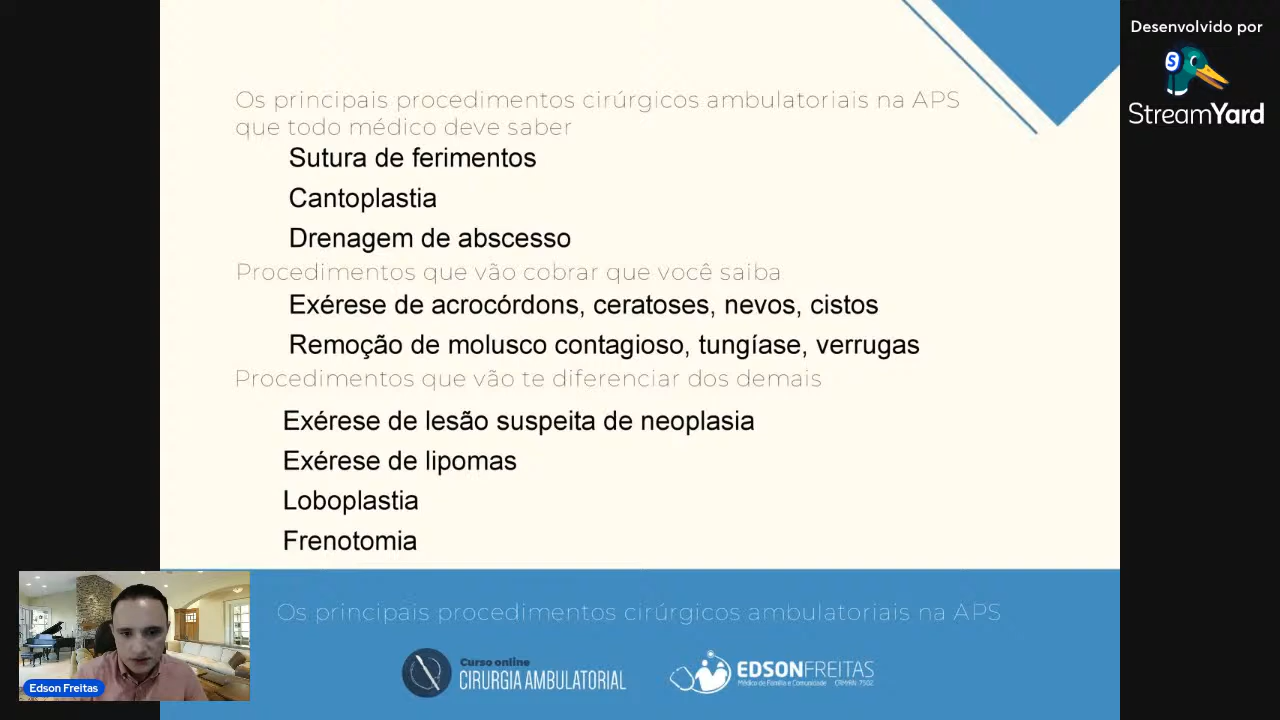 Desenvolvido por
StreamYard
Os principais procedimentos cirúrgicos ambulatoriais na APS
que todo médico deve saber
Sutura de ferimentos
Cantoplastia
Drenagem de abscesso
Procedimentos que vão cobrar que você saiba
Exérese de acrocórdons, ceratoses, nevos, cistos
Remoção de molusco contagioso, tungíase, verrugas
Procedimentos que vão te diferenciar dos demais
Exérese de lesão suspeita de neoplasia
Exérese de lipomas
Loboplastia
Frenotomia
Os principais procedimentos cirúrgicos ambulatoriais na APS
Curso online
CIRURGIA AMBULATORIAL
EDSONFREITAS
Médico de Família e Comunidade CRM/RN 7502
Edson Freitas